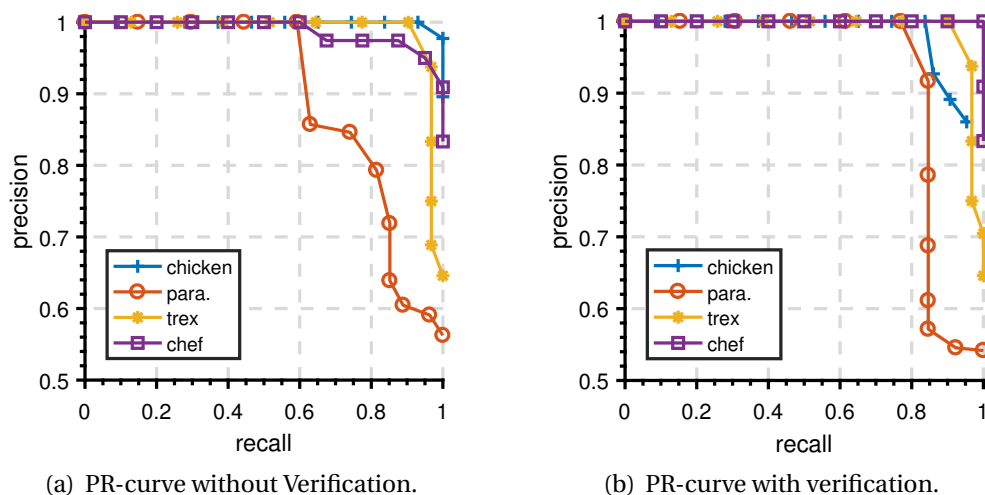 1
0.9
0.8
0.7
0.6
0.5
precision
chicken
para.
trex
chef
0 0.2 0.4 0.6 0.8 1
recall
(a) PR-curve without Verification.
1
0.9
0.8
0.7
0.6
0.5
precision
chicken
para.
trex
chef
0 0.2 0.4 0.6 0.8 1
recall
(b) PR-curve with verification.